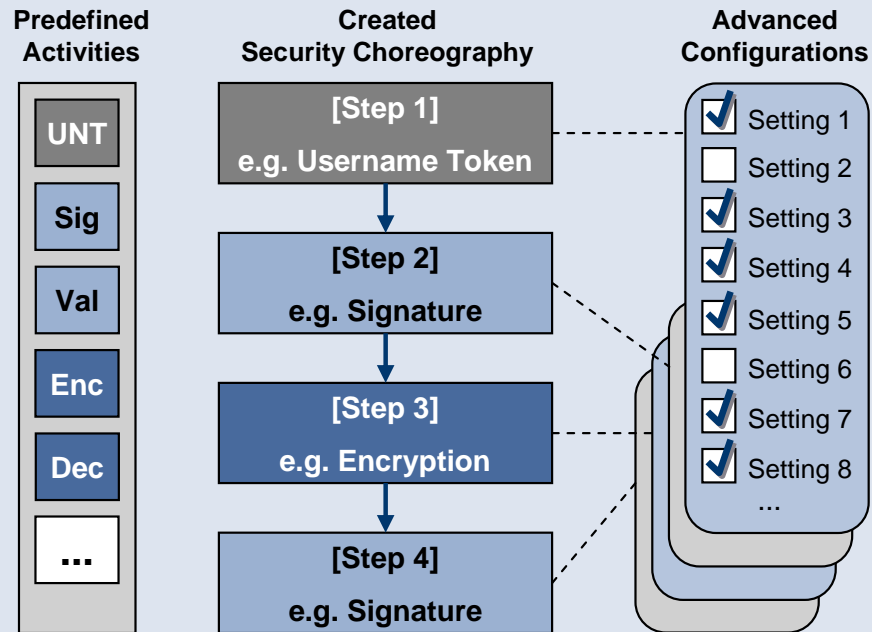 Predefined
Activities
UNT
Sig
Val
Enc
Dec
...
Created
Security Choreography
[Step 1]
e.g. Username Token
[Step 2]
e.g. Signature
[Step 3]
e.g. Encryption
[Step 4]
e.g. Signature
Advanced
Configurations
Setting 1
Setting 2
Setting 3
Setting 4
Setting 5
Setting 6
Setting 7
Setting 8
...